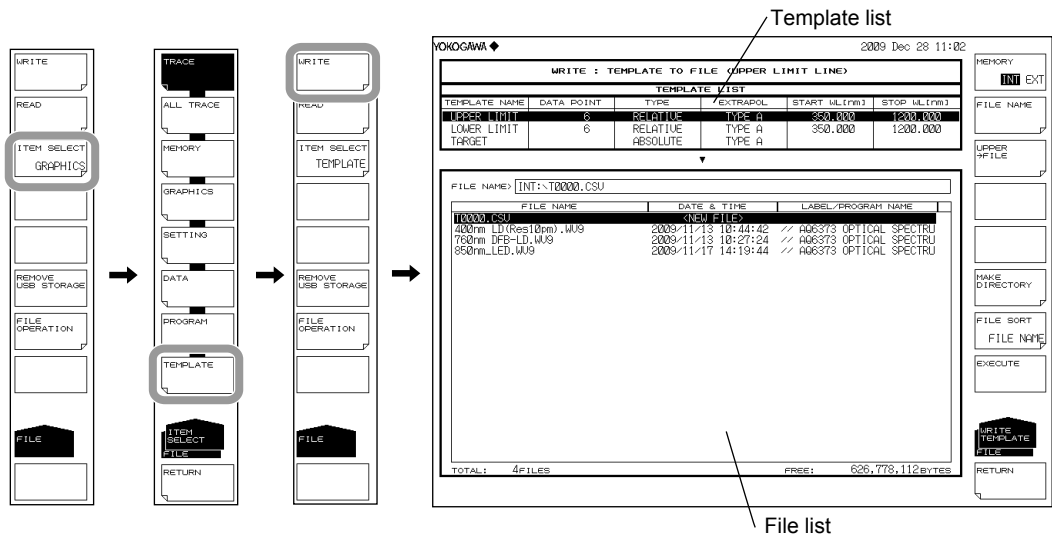 Template list
WRITE
READ
ITEM SELECT
GRAPHICS
REMOVE
USB STORAGE
FILE
OPERATION
FILE
TRACE
ALL TRACE
MEMORY
GRAPHICS
SETTING
DATA
PROGRAM
TEMPLATE
ITEM
SELECT
FILE
RETURN
WRITE
READ
ITEM SELECT
TEMPLATE
REMOVE
USB STORAGE
FILE
OPERATION
FILE
YOKOGAWA ◆ 2009 Dec 28 11:02
WRITE : TEMPLATE TO FILE (UPPER LIMIT LINE)
TEMPLATE LIST
TEMPLATE NAME DATA POINT TYPE EXTRAPOL START WL[nm] STOP WL[nm]
UPPER LIMIT 6 RELATIVE TYPE A 350.000 1200.000
LOWER LIMIT 6 RELATIVE TYPE A 350.000 1200.000
TARGET ABSOLUTE TYPE A
FILE NAME> INT:\T0000.CSV
FILE NAME DATE & TIME LABEL/PROGRAM NAME
T0000.CSV <NEW FILE>
400nm LD(Res10pm).WV9 2009/11/13 10:44:42 // AQ6373 OPTICAL SPECTRU
760nm DFB-LD.WV9 2009/11/13 10:27:24 // AQ6373 OPTICAL SPECTRU
850nm_LED.WV9 2009/11/17 14:19:44 // AQ6373 OPTICAL SPECTRU
TOTAL: 4FILES FREE: 626,778,112BYTES
MEMORY
INT EXT
FILE NAME
UPPER
→FILE
MAKE
DIRECTORY
FILE SORT
FILE NAME
EXECUTE
WRITE
TEMPLATE
FILE
RETURN
File list